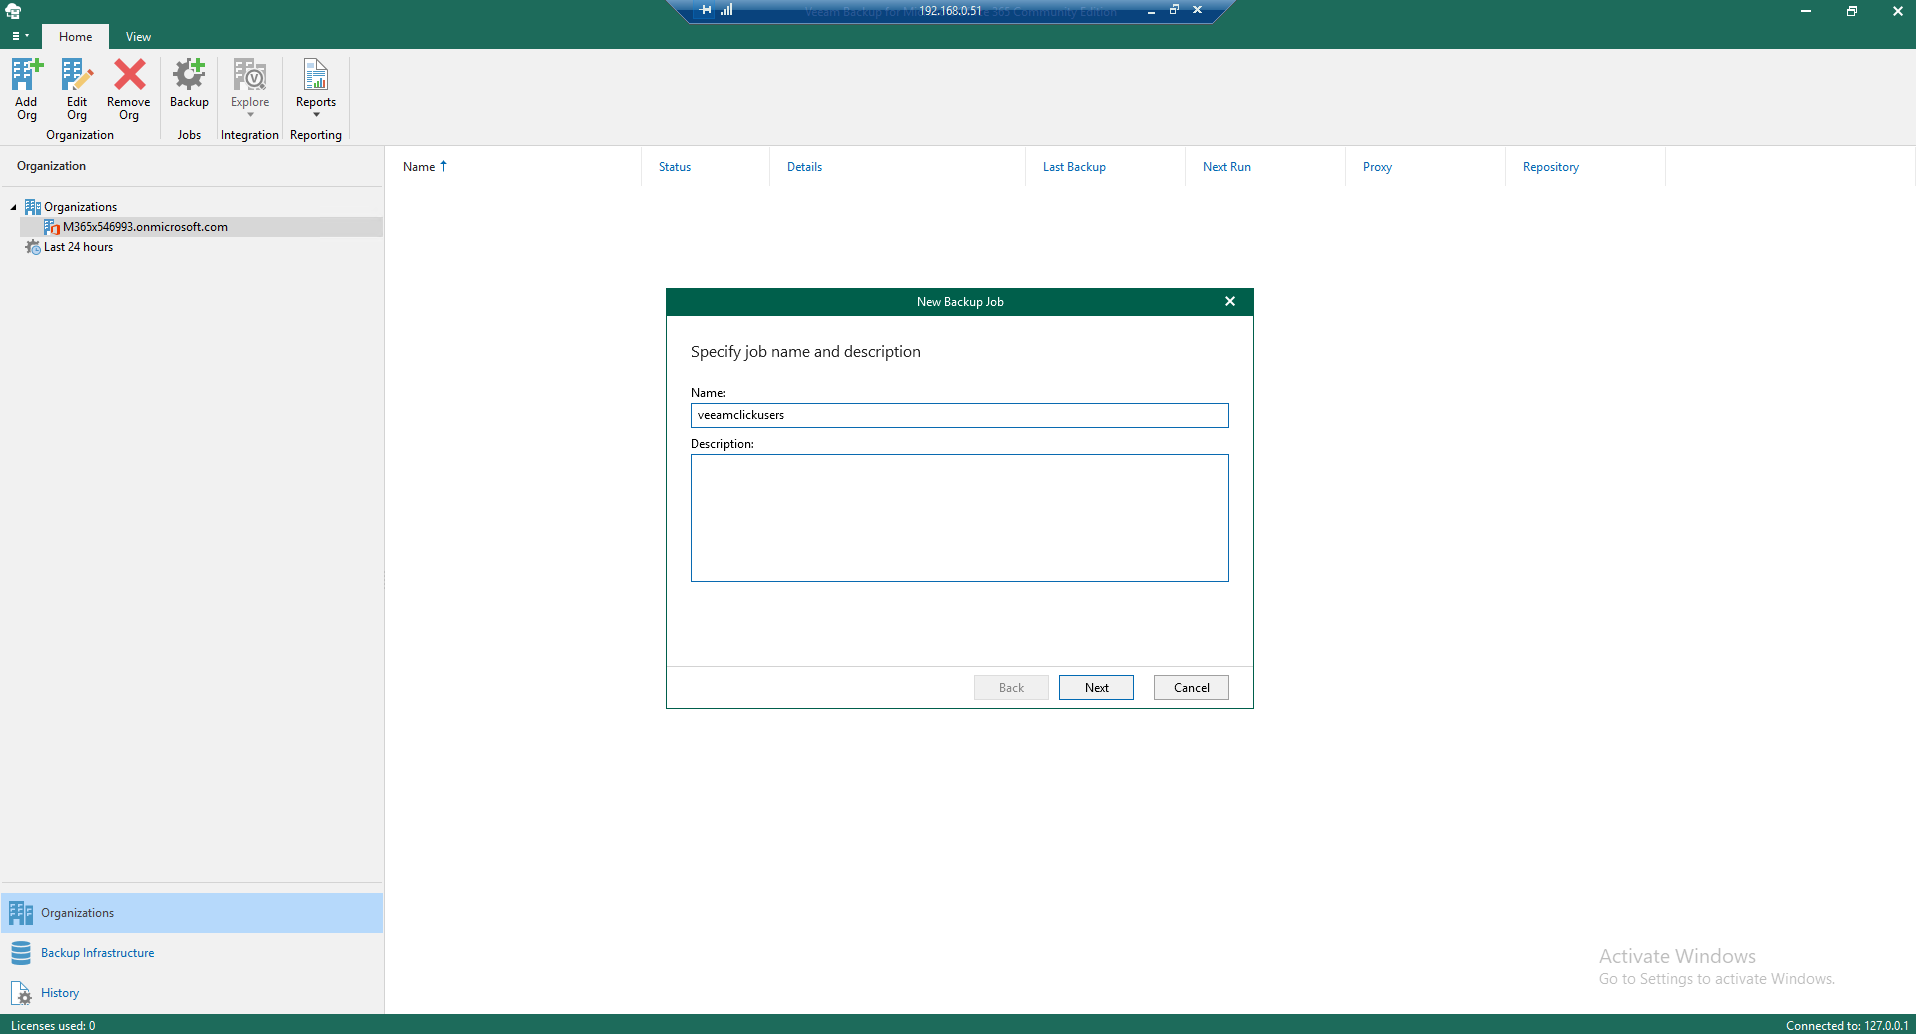 Veeam Backup for Mi
192.168.0.51
365 Community Edition
Home
View
Add Org
Edit Org
Remove Org
Backup
Explore
Reports
Organization
Jobs
Integration
Reporting
Organization
Name ↑
Status
Details
Last Backup
Next Run
Proxy
Repository
Organizations
M365x546993.onmicrosoft.com
Last 24 hours
New Backup Job
Specify job name and description
Name:
veeamclickusers
Description:
Back
Next
Cancel
Organizations
Backup Infrastructure
History
Activate Windows
Go to Settings to activate Windows.
Licenses used: 0
Connected to: 127.0.0.1